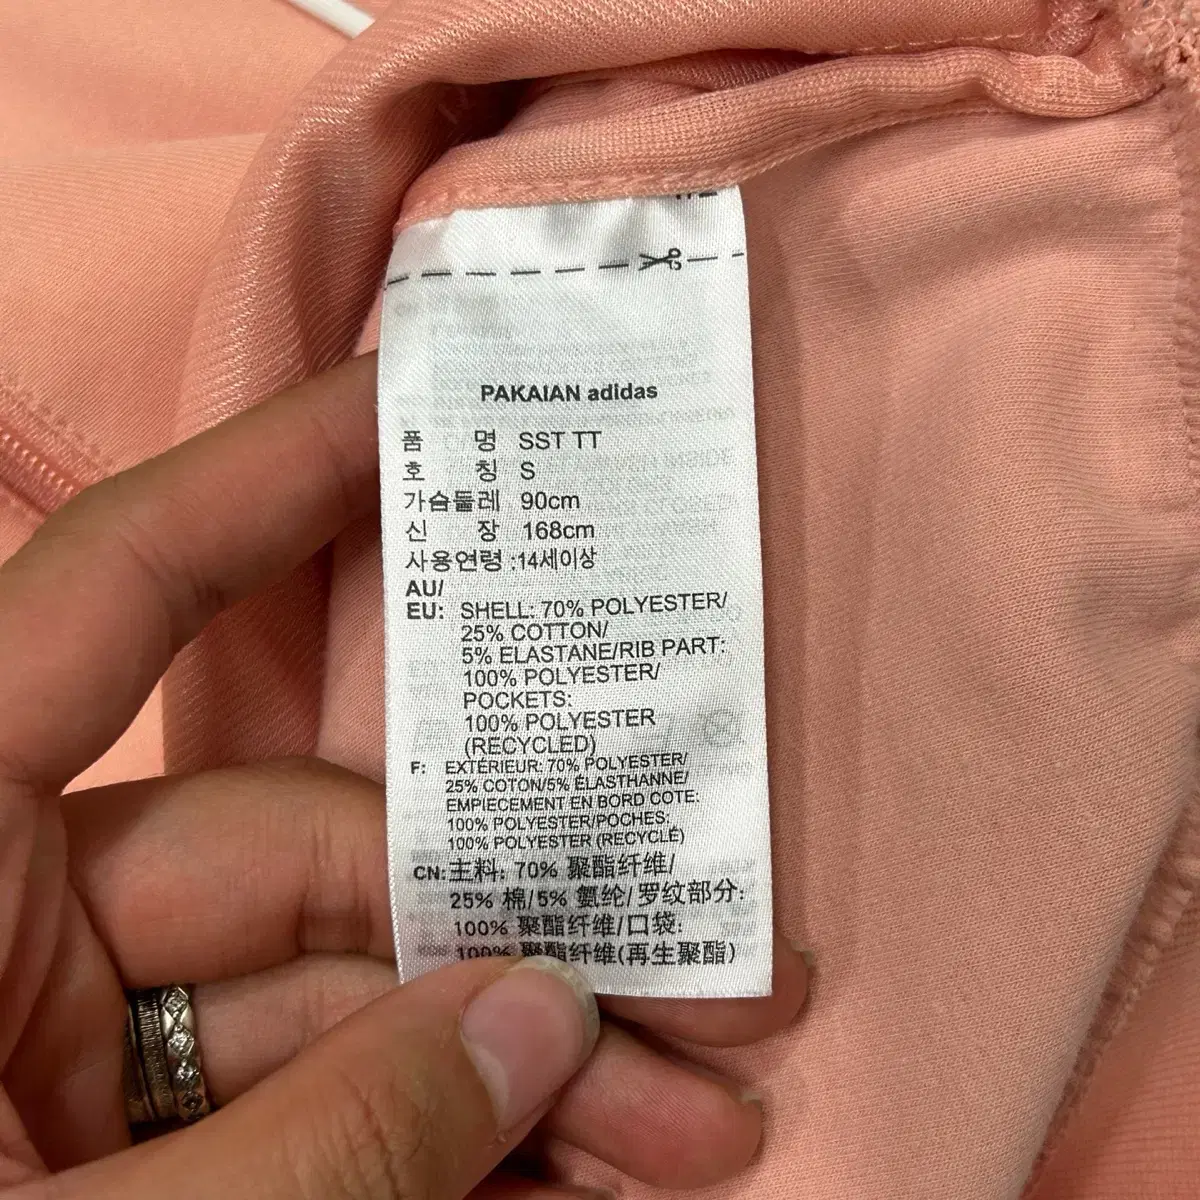 PAKAIAN adidas
품 명 SST TT
호 칭 S
가슴둘레 90cm
신 장 168cm
사용연령 :14세이상
AU/
EU: SHELL: 70% POLYESTER/
25% COTTON/
5% ELASTANE/RIB PART:
100% POLYESTER/
POCKETS:
100% POLYESTER
(RECYCLED)
F: EXTÉRIEUR: 70% POLYESTER/
25% COTON/5% ÉLASTHANNE/
EMPIECEMENT EN BORD COTE:
100% POLYESTER/POCHES:
100% POLYESTER (RECYCLÉ)
CN: 主料: 70% 聚酯纤维/
25% 棉/5% 氨纶/罗纹部分:
100% 聚酯纤维/口袋:
100% 聚酯纤维(再生聚酯)